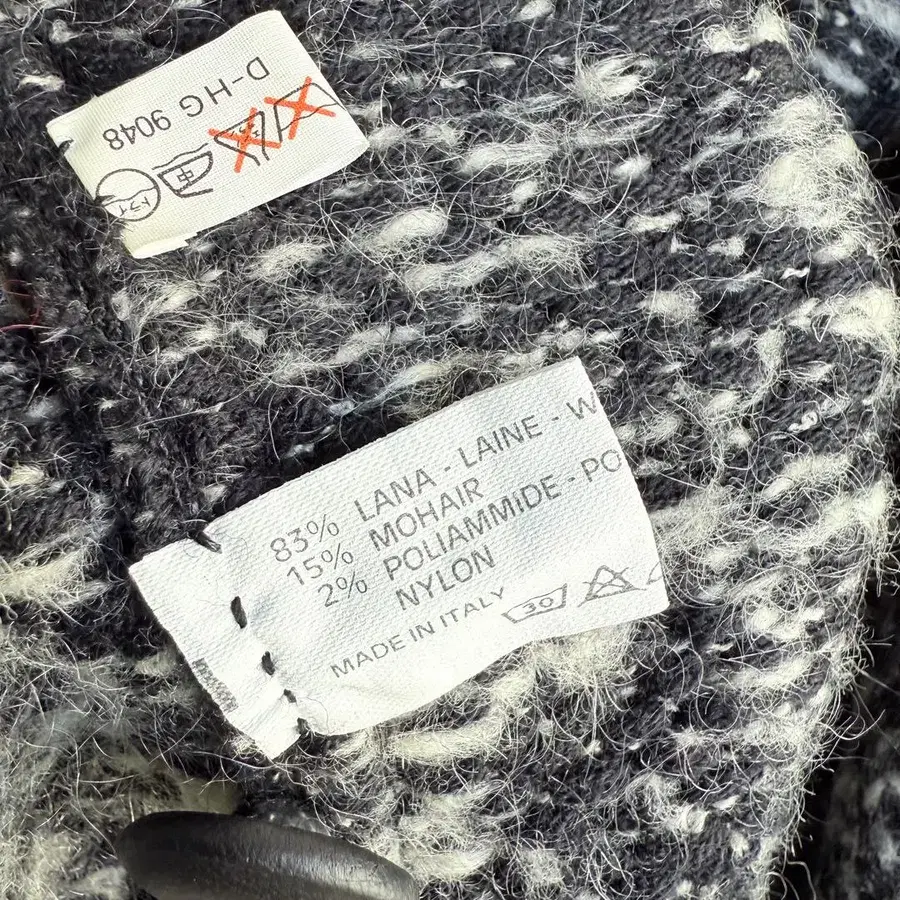 D-HG 9048
83% LANA - LAINE - W
15% MOHAIR
2% POLIAMMIDE - PO
NYLON
MADE IN ITALY
30